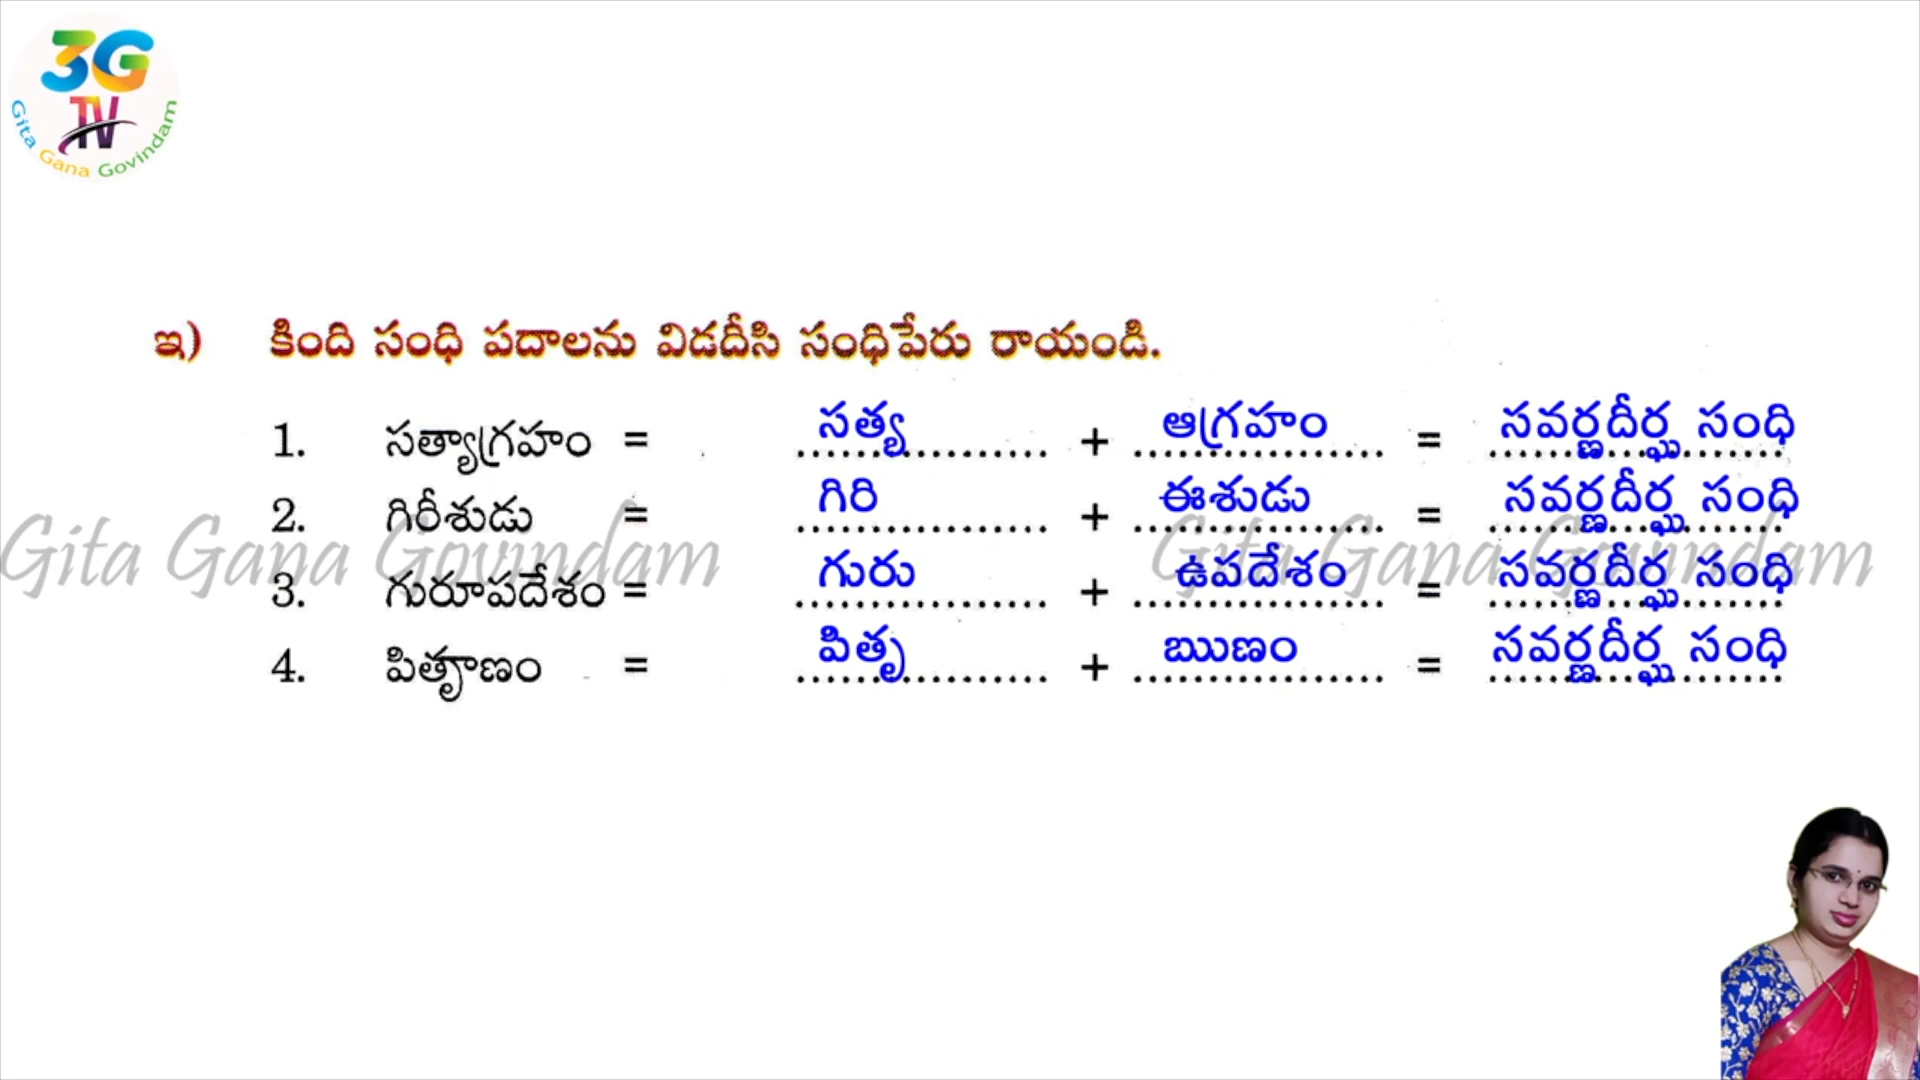 3G
TV
Gita Gana Govindam
ఇ) కింది సంధి పదాలను విడదీసి సంధిపేరు రాయండి.
1. సత్యాగ్రహం = సత్య + ఆగ్రహం = సవర్ణదీర్ఘ సంధి
2. గిరీశుడు = గిరి + ఈశుడు = సవర్ణదీర్ఘ సంధి
Gita Gana Govindam Gita Gana Govindam
3. గురూపదేశం = గురు + ఉపదేశం = సవర్ణదీర్ఘ సంధి
4. పితౄణం = పితృ + ఋణం = సవర్ణదీర్ఘ సంధి